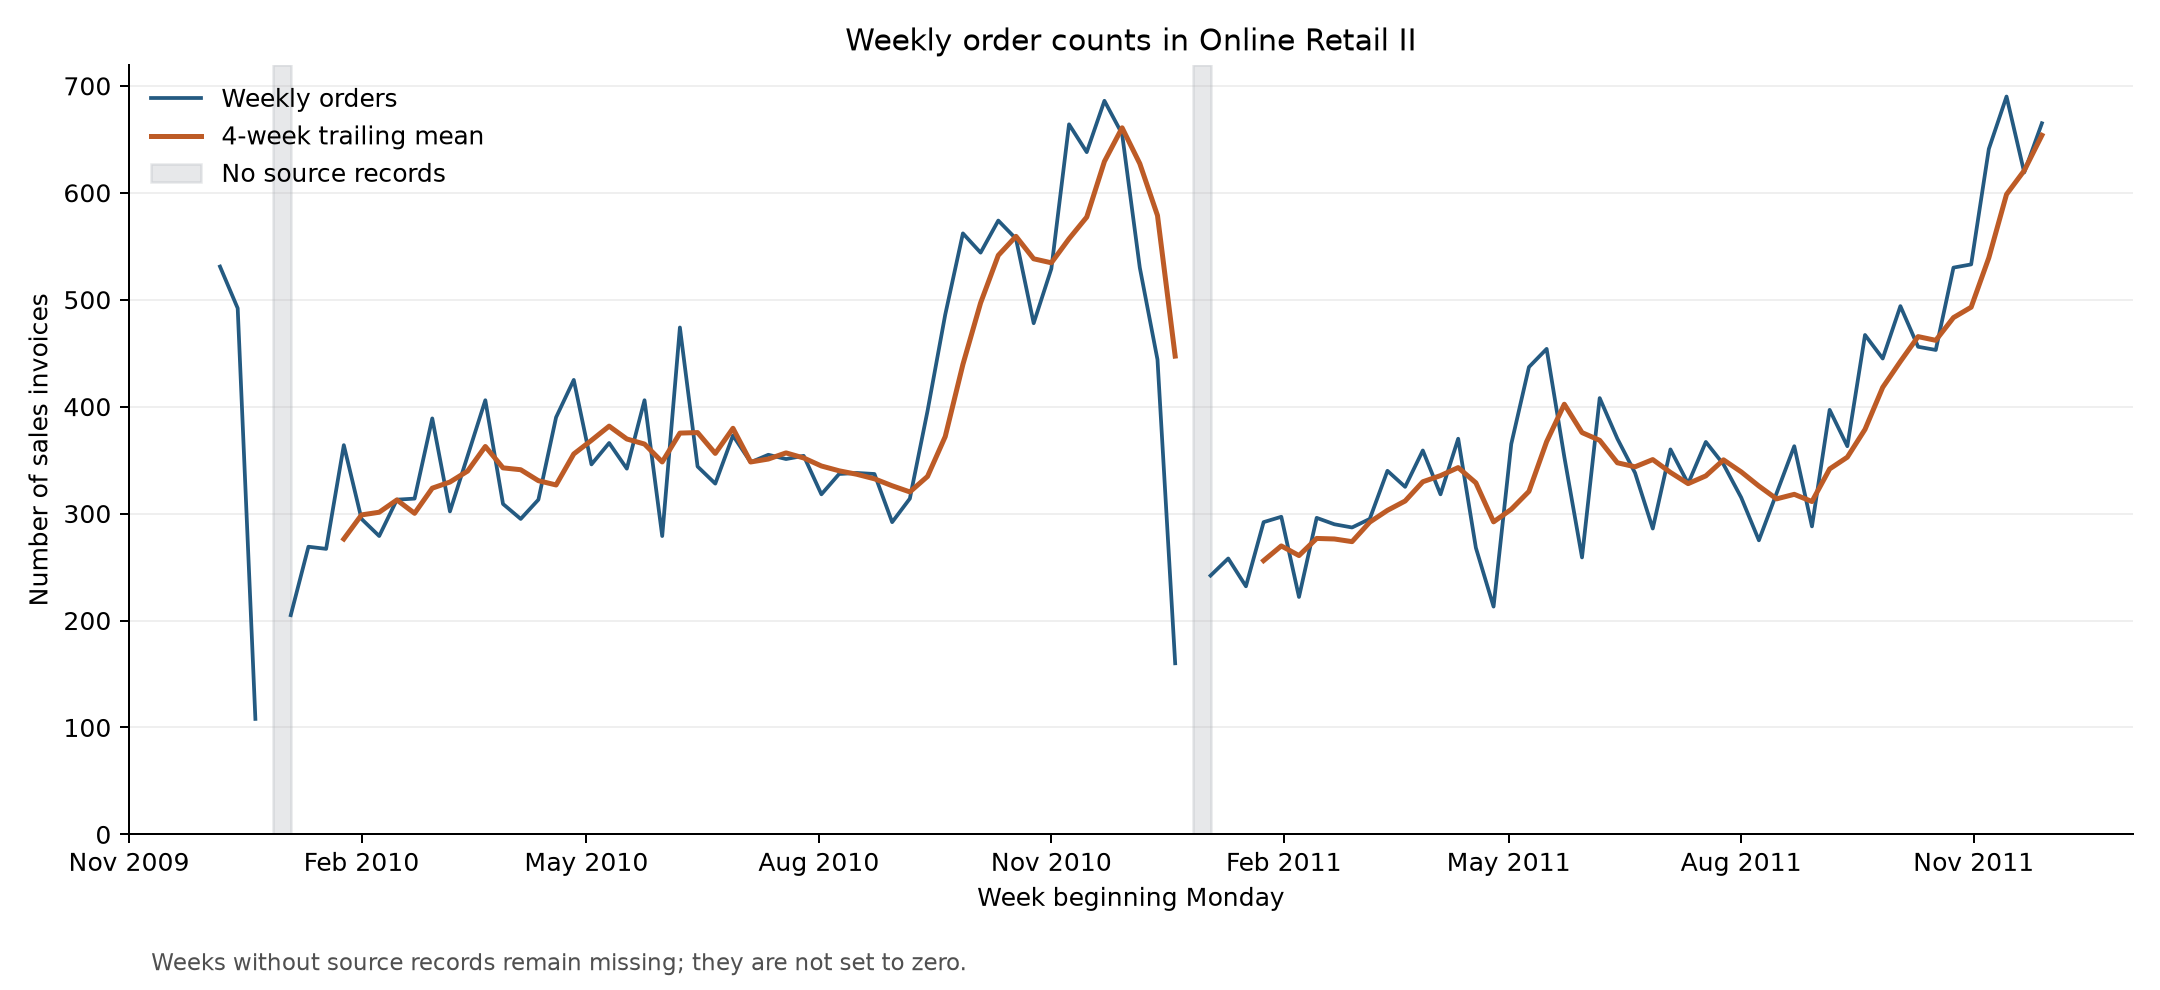 Weekly order counts in Online Retail II
700
600
500
400
300
200
100
0
Number of sales invoices
Weekly orders
4-week trailing mean
No source records
Nov 2009 Feb 2010 May 2010 Aug 2010 Nov 2010 Feb 2011 May 2011 Aug 2011 Nov 2011
Week beginning Monday
Weeks without source records remain missing; they are not set to zero.